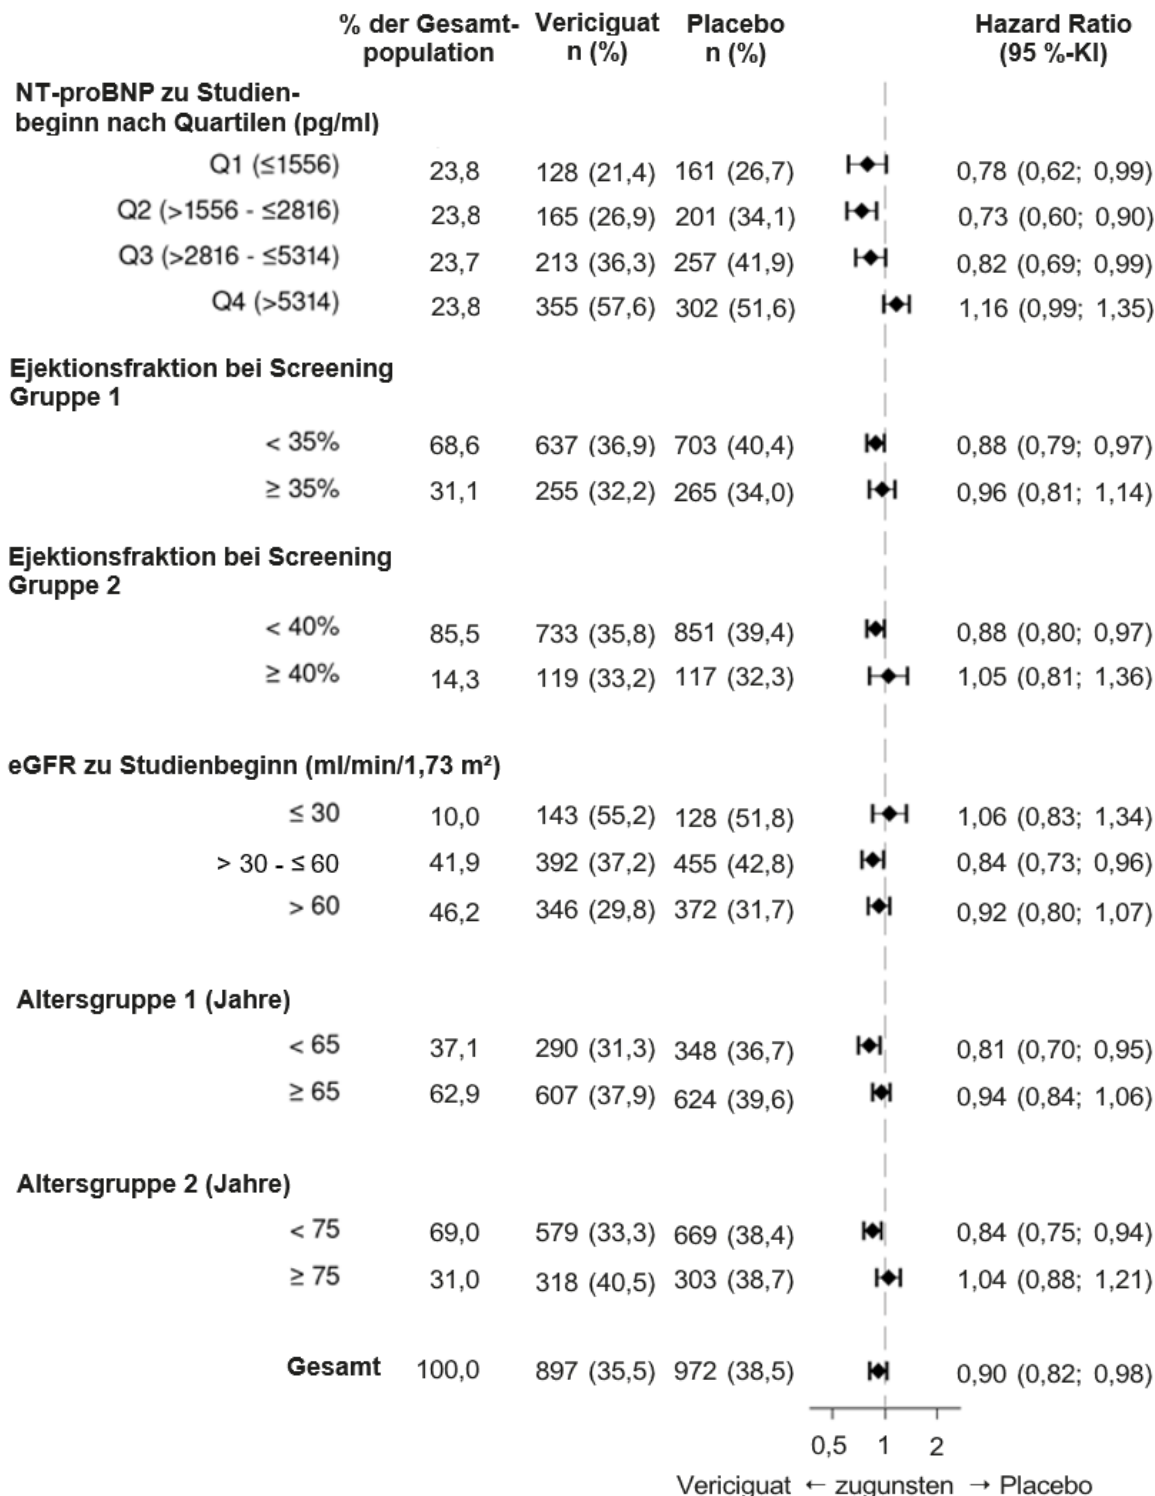 % der Gesamt- Vericiguat Placebo Hazard Ratio
population n (%) n (%) (95 %-KI)
NT-proBNP zu Studien-
beginn nach Quartilen (pg/ml)
Q1 (≤1556) 23,8 128 (21,4) 161 (26,7) 0,78 (0,62; 0,99)
Q2 (>1556 - ≤2816) 23,8 165 (26,9) 201 (34,1) 0,73 (0,60; 0,90)
Q3 (>2816 - ≤5314) 23,7 213 (36,3) 257 (41,9) 0,82 (0,69; 0,99)
Q4 (>5314) 23,8 355 (57,6) 302 (51,6) 1,16 (0,99; 1,35)
Ejektionsfraktion bei Screening
Gruppe 1
< 35% 68,6 637 (36,9) 703 (40,4) 0,88 (0,79; 0,97)
≥ 35% 31,1 255 (32,2) 265 (34,0) 0,96 (0,81; 1,14)
Ejektionsfraktion bei Screening
Gruppe 2
< 40% 85,5 733 (35,8) 851 (39,4) 0,88 (0,80; 0,97)
≥ 40% 14,3 119 (33,2) 117 (32,3) 1,05 (0,81; 1,36)
eGFR zu Studienbeginn (ml/min/1,73 m²)
≤ 30 10,0 143 (55,2) 128 (51,8) 1,06 (0,83; 1,34)
> 30 - ≤ 60 41,9 392 (37,2) 455 (42,8) 0,84 (0,73; 0,96)
> 60 46,2 346 (29,8) 372 (31,7) 0,92 (0,80; 1,07)
Altersgruppe 1 (Jahre)
< 65 37,1 290 (31,3) 348 (36,7) 0,81 (0,70; 0,95)
≥ 65 62,9 607 (37,9) 624 (39,6) 0,94 (0,84; 1,06)
Altersgruppe 2 (Jahre)
< 75 69,0 579 (33,3) 669 (38,4) 0,84 (0,75; 0,94)
≥ 75 31,0 318 (40,5) 303 (38,7) 1,04 (0,88; 1,21)
Gesamt 100,0 897 (35,5) 972 (38,5) 0,90 (0,82; 0,98)
0,5 1 2
Vericiguat ← zugunsten → Placebo